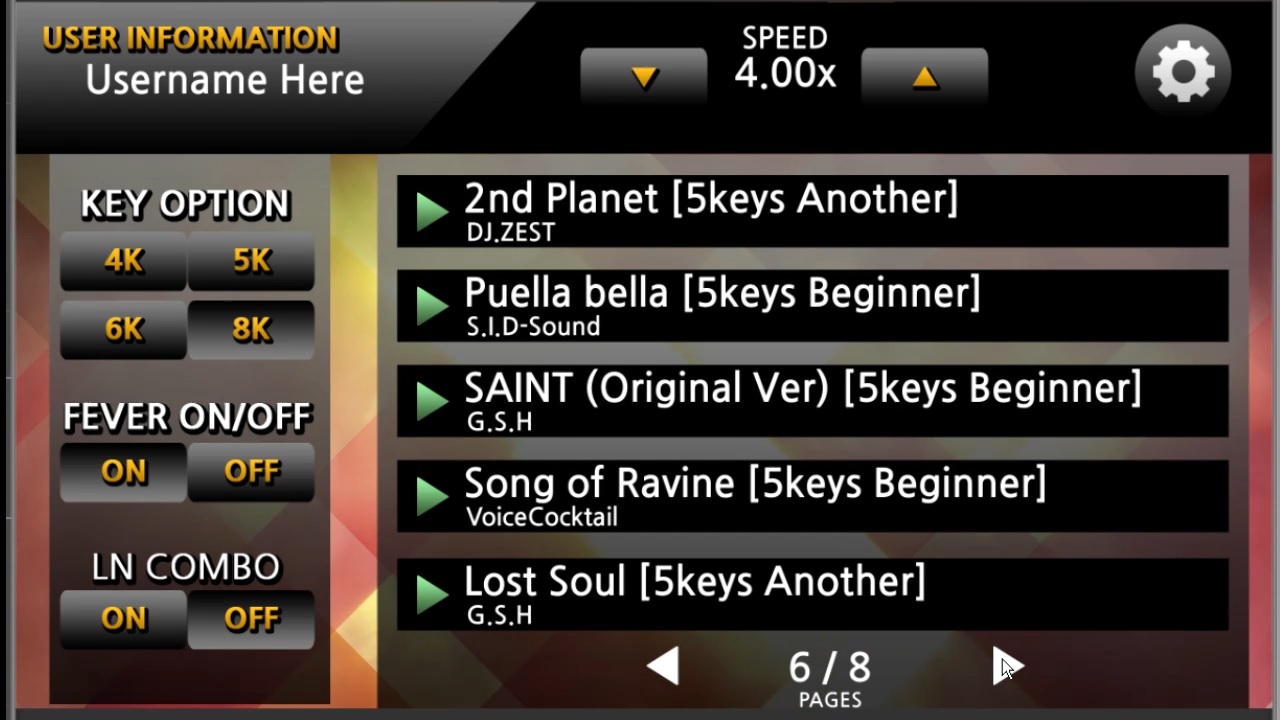 USER INFORMATION
Username Here
SPEED
4.00x
KEY OPTION
4K 5K
6K 8K
FEVER ON/OFF
ON OFF
LN COMBO
ON OFF
2nd Planet [5keys Another]
DJ.ZEST
Puella bella [5keys Beginner]
S.I.D-Sound
SAINT (Original Ver) [5keys Beginner]
G.S.H
Song of Ravine [5keys Beginner]
VoiceCocktail
Lost Soul [5keys Another]
G.S.H
6 / 8
PAGES